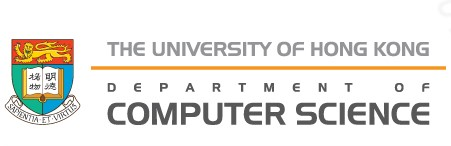 THE UNIVERSITY OF HONG KONG
DEPARTMENT OF
COMPUTER SCIENCE
明德
格物
SAPIENTIA·ET·VIRTUS